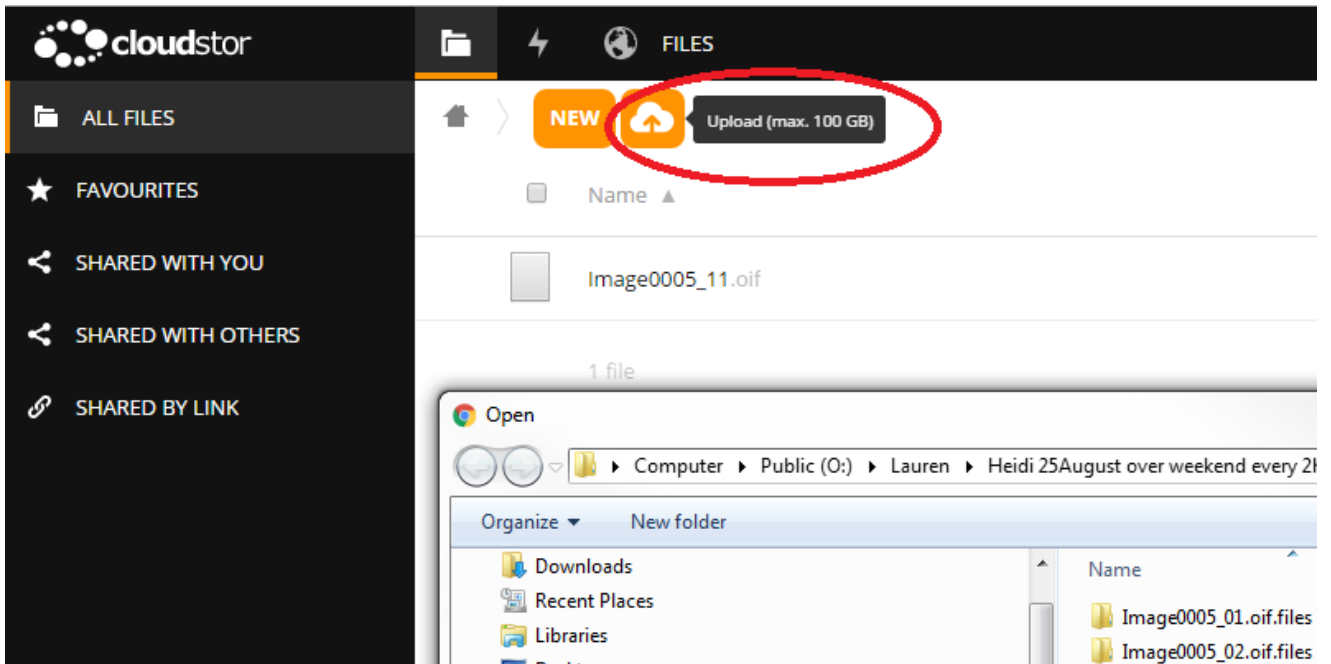 cloudstor
FILES
ALL FILES
NEW
Upload (max. 100 GB)
FAVOURITES
Name ▲
SHARED WITH YOU
Image0005_11.oif
SHARED WITH OTHERS
1 file
SHARED BY LINK
Open
Computer ▸ Public (O:) ▸ Lauren ▸ Heidi 25August over weekend every 2
Organize ▾ New folder
Downloads
Name
Recent Places
Image0005_01.oif.files
Libraries
Image0005_02.oif.files